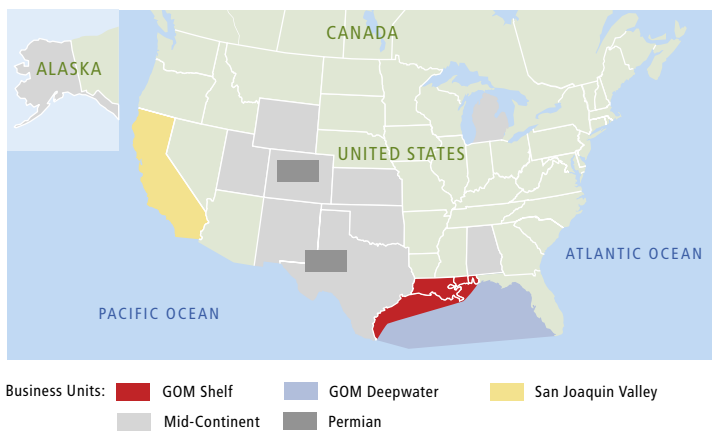 CANADA
ALASKA
UNITED STATES
ATLANTIC OCEAN
PACIFIC OCEAN
Business Units: GOM Shelf GOM Deepwater San Joaquin Valley
Mid-Continent Permian